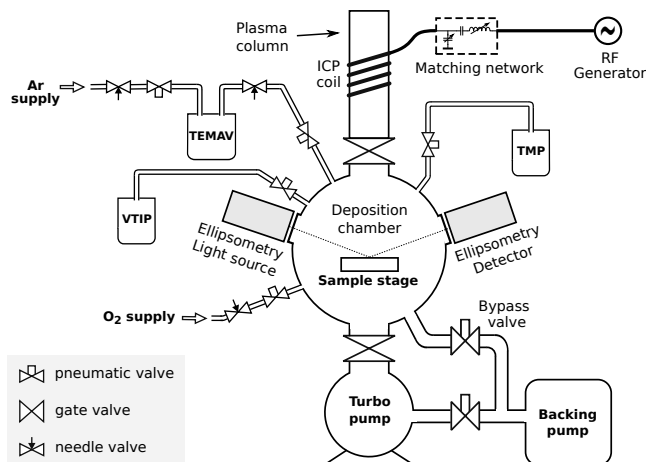 Plasma
column
ICP
coil
Matching network
RF
Generator
Ar
supply
TEMAV
TMP
VTIP
Deposition
chamber
Ellipsometry
Light source
Ellipsometry
Detector
Sample stage
O₂ supply
Bypass
valve
pneumatic valve
gate valve
needle valve
Turbo
pump
Backing
pump